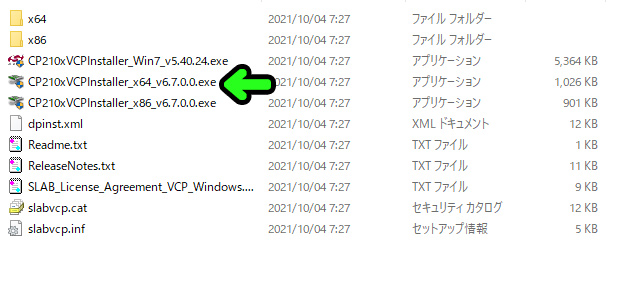 x64 2021/10/04 7:27 ファイル フォルダー
x86 2021/10/04 7:27 ファイル フォルダー
CP210xVCPInstaller_Win7_v5.40.24.exe 2021/10/04 7:27 アプリケーション 5,364 KB
CP210xVCPInstaller_x64_v6.7.0.0.exe 2021/10/04 7:27 アプリケーション 1,026 KB
CP210xVCPInstaller_x86_v6.7.0.0.exe 2021/10/04 7:27 アプリケーション 901 KB
dpinst.xml 2021/10/04 7:27 XML ドキュメント 12 KB
Readme.txt 2021/10/04 7:27 TXT ファイル 1 KB
ReleaseNotes.txt 2021/10/04 7:27 TXT ファイル 11 KB
SLAB_License_Agreement_VCP_Windows.... 2021/10/04 7:27 TXT ファイル 9 KB
slabvcp.cat 2021/10/04 7:27 セキュリティ カタログ 12 KB
slabvcp.inf 2021/10/04 7:27 セットアップ情報 5 KB